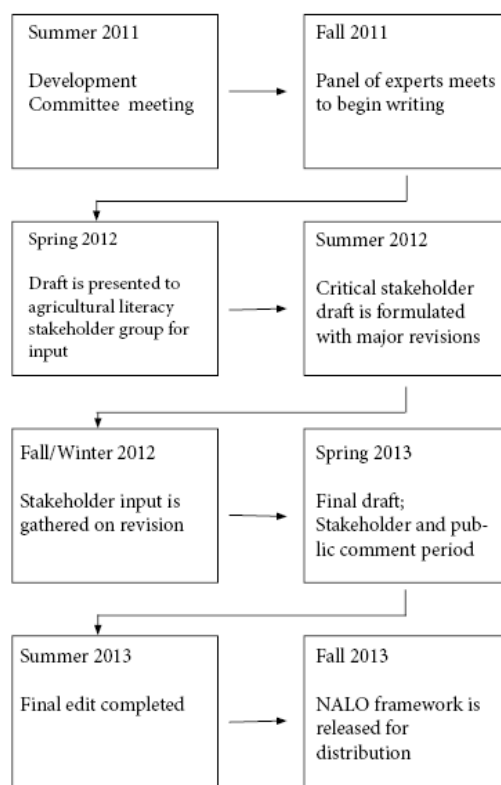 Summer 2011
Development
Committee meeting
Fall 2011
Panel of experts meets
to begin writing
Spring 2012
Draft is presented to
agricultural literacy
stakeholder group for
input
Summer 2012
Critical stakeholder
draft is formulated
with major revisions
Fall/Winter 2012
Stakeholder input is
gathered on revision
Spring 2013
Final draft;
Stakeholder and pub-
lic comment period
Summer 2013
Final edit completed
Fall 2013
NALO framework is
released for
distribution